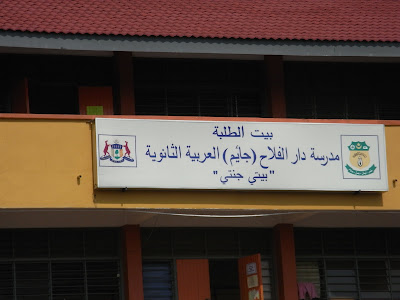 بيت الطلبة
مدرسة دار الفلاح (جايم) العربية الثانوية
"بيتي جنتي"